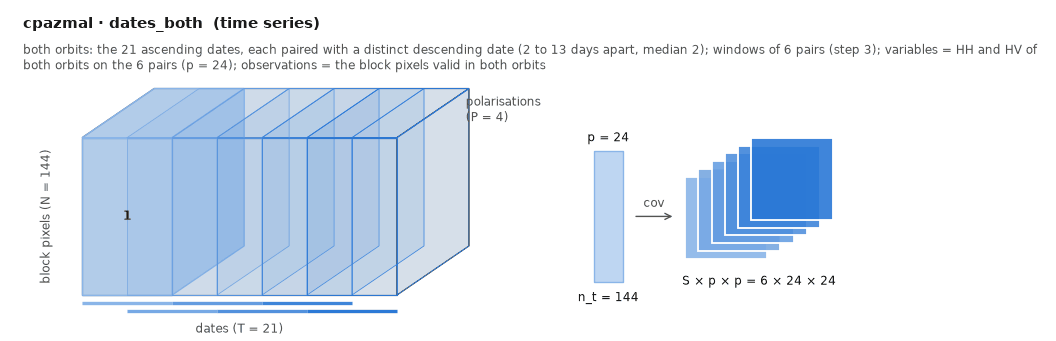 cpazmal · dates_both (time series)
both orbits: the 21 ascending dates, each paired with a distinct descending date (2 to 13 days apart, median 2); windows of 6 pairs (step 3); variables = HH and HV of
both orbits on the 6 pairs (p = 24); observations = the block pixels valid in both orbits
polarisations
(P = 4)
block pixels (N = 144)
1
dates (T = 21)
p = 24
cov
n_t = 144
S × p × p = 6 × 24 × 24